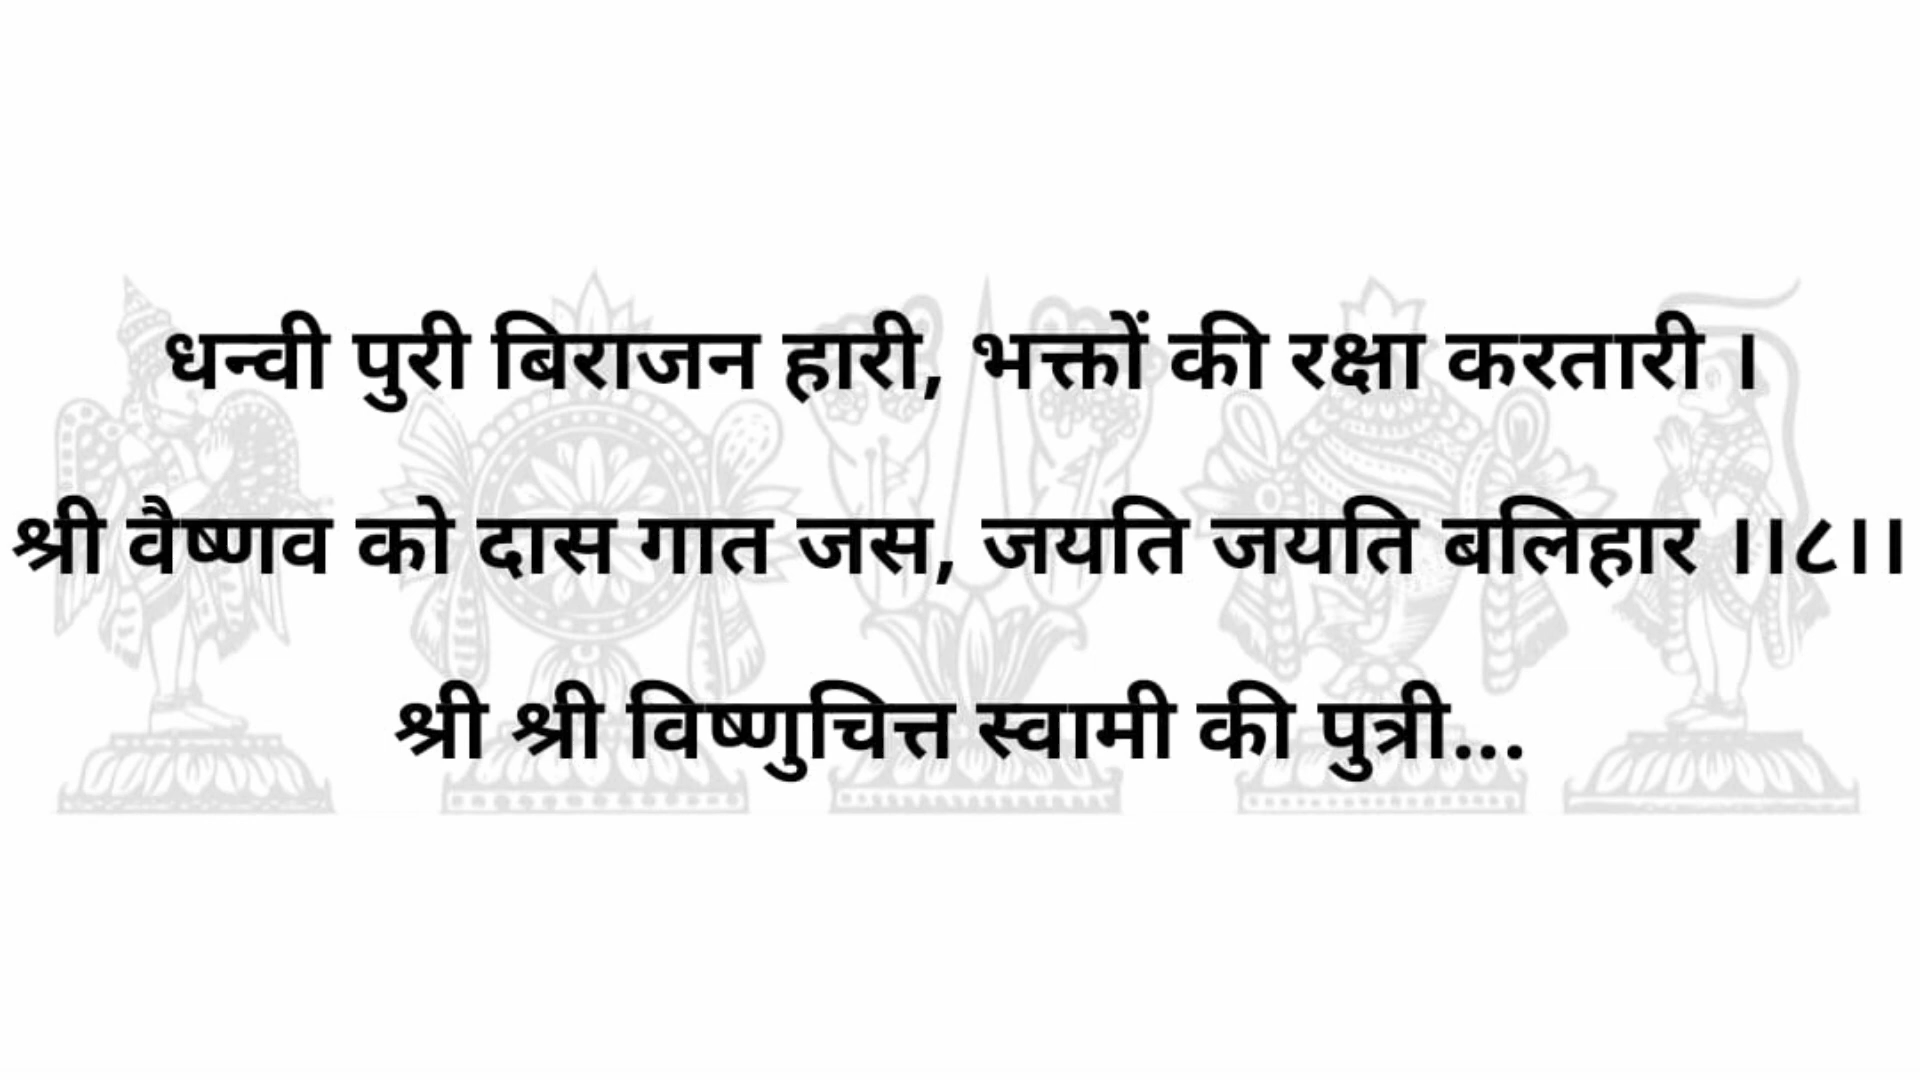 धन्वी पुरी बिराजन हारी, भक्तों की रक्षा करतारी ।
श्री वैष्णव को दास गात जस, जयति जयति बलिहार ।।८।।
श्री श्री विष्णुचित्त स्वामी की पुत्री...